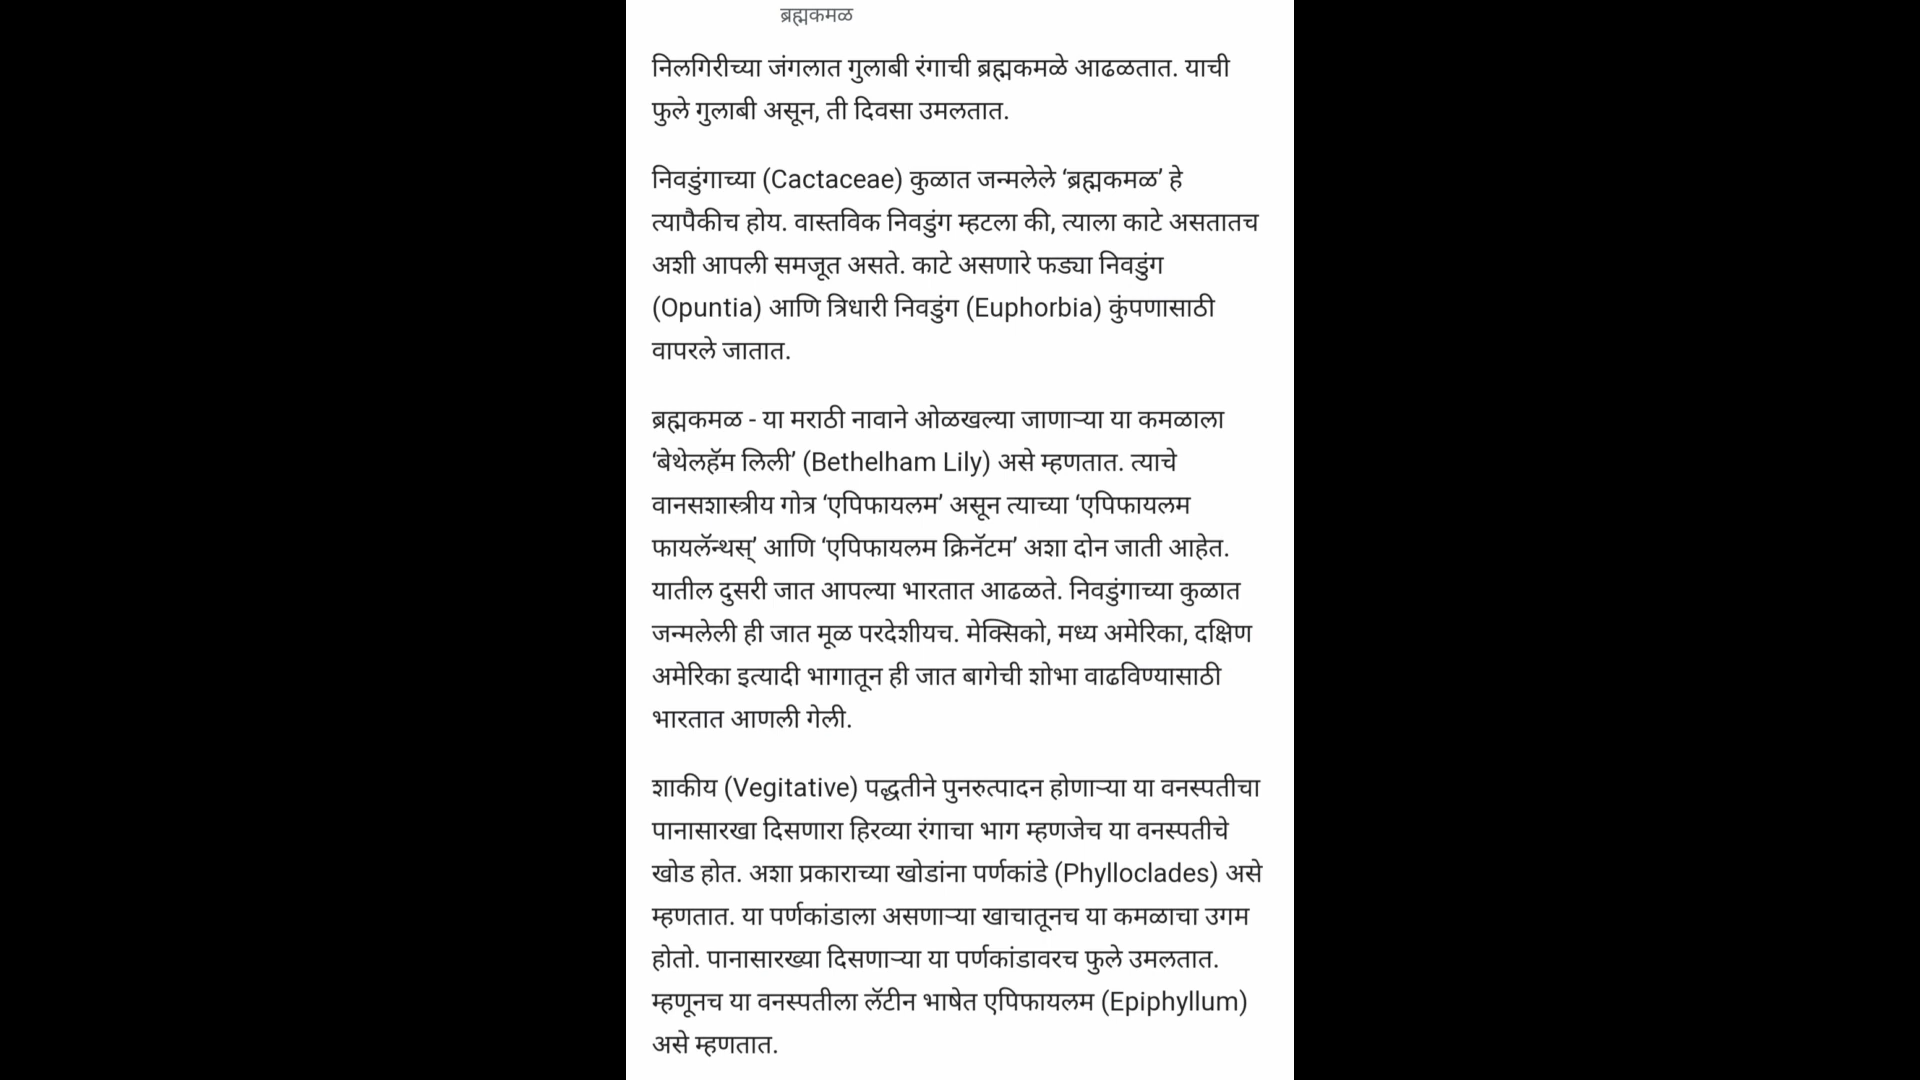 ब्रह्मकमळ
निलगिरीच्या जंगलात गुलाबी रंगाची ब्रह्मकमळे आढळतात. याची
फुले गुलाबी असून, ती दिवसा उमलतात.
निवडुंगाच्या (Cactaceae) कुळात जन्मलेले ‘ब्रह्मकमळ’ हे
त्यापैकीच होय. वास्तविक निवडुंग म्हटला की, त्याला काटे असतातच
अशी आपली समजूत असते. काटे असणारे फड्या निवडुंग
(Opuntia) आणि त्रिधारी निवडुंग (Euphorbia) कुंपणासाठी
वापरले जातात.
ब्रह्मकमळ - या मराठी नावाने ओळखल्या जाणाऱ्या या कमळाला
‘बेथेलहॅम लिली’ (Bethelham Lily) असे म्हणतात. त्याचे
वानसशास्त्रीय गोत्र ‘एपिफायलम’ असून त्याच्या ‘एपिफायलम
फायलॅन्थस्’ आणि ‘एपिफायलम क्रिनॅटम’ अशा दोन जाती आहेत.
यातील दुसरी जात आपल्या भारतात आढळते. निवडुंगाच्या कुळात
जन्मलेली ही जात मूळ परदेशीयच. मेक्सिको, मध्य अमेरिका, दक्षिण
अमेरिका इत्यादी भागातून ही जात बागेची शोभा वाढविण्यासाठी
भारतात आणली गेली.
शाकीय (Vegitative) पद्धतीने पुनरुत्पादन होणाऱ्या या वनस्पतीचा
पानासारखा दिसणारा हिरव्या रंगाचा भाग म्हणजेच या वनस्पतीचे
खोड होत. अशा प्रकाराच्या खोडांना पर्णकांडे (Phylloclades) असे
म्हणतात. या पर्णकांडाला असणाऱ्या खाचातूनच या कमळाचा उगम
होतो. पानासारख्या दिसणाऱ्या या पर्णकांडावरच फुले उमलतात.
म्हणूनच या वनस्पतीला लॅटीन भाषेत एपिफायलम (Epiphyllum)
असे म्हणतात.